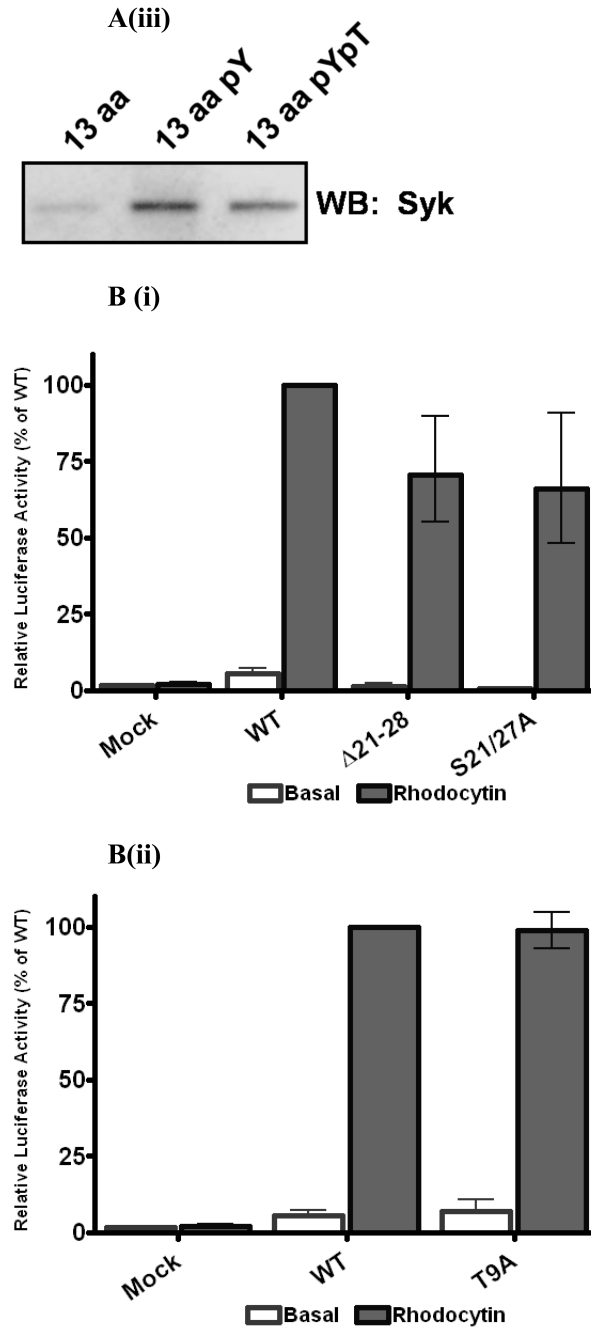 A(iii)
13 aa
13 aa pY
13 aa pYpT
WB: Syk
B (i)
Relative Luciferase Activity (% of WT)
100
75
50
25
0
Mock
WT
Δ21-28
S21/27A
Basal
Rhodocytin
B(ii)
Relative Luciferase Activity (% of WT)
100
75
50
25
0
Mock
WT
T9A
Basal
Rhodocytin